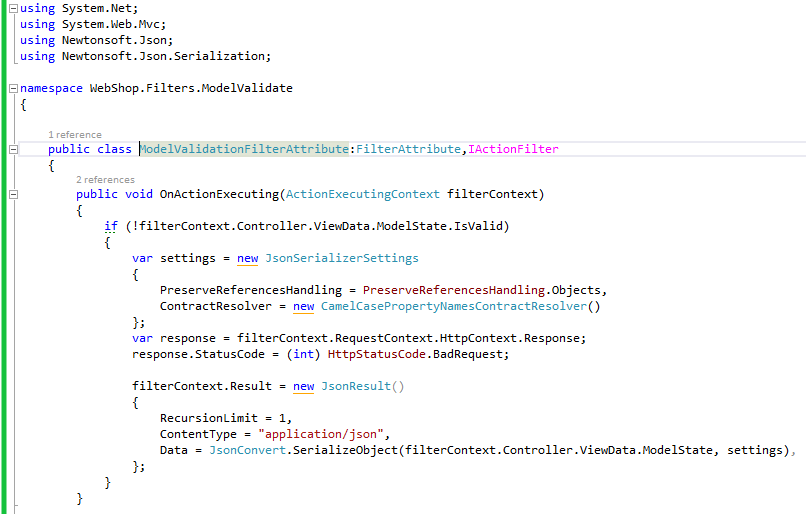 using System.Net;
using System.Web.Mvc;
using Newtonsoft.Json;
using Newtonsoft.Json.Serialization;
namespace WebShop.Filters.ModelValidate
{
1 reference
public class ModelValidationFilterAttribute:FilterAttribute,IActionFilter
{
2 references
public void OnActionExecuting(ActionExecutingContext filterContext)
{
if (!filterContext.Controller.ViewData.ModelState.IsValid)
{
var settings = new JsonSerializerSettings
{
PreserveReferencesHandling = PreserveReferencesHandling.Objects,
ContractResolver = new CamelCasePropertyNamesContractResolver()
};
var response = filterContext.RequestContext.HttpContext.Response;
response.StatusCode = (int) HttpStatusCode.BadRequest;
filterContext.Result = new JsonResult()
{
RecursionLimit = 1,
ContentType = "application/json",
Data = JsonConvert.SerializeObject(filterContext.Controller.ViewData.ModelState, settings),
};
}
}